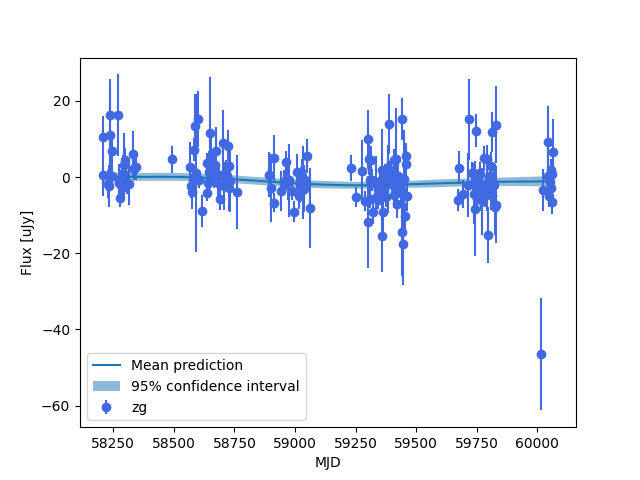 20
0
−20
−40
−60
Flux [uJy]
Mean prediction
95% confidence interval
zg
58250 58500 58750 59000 59250 59500 59750 60000
MJD